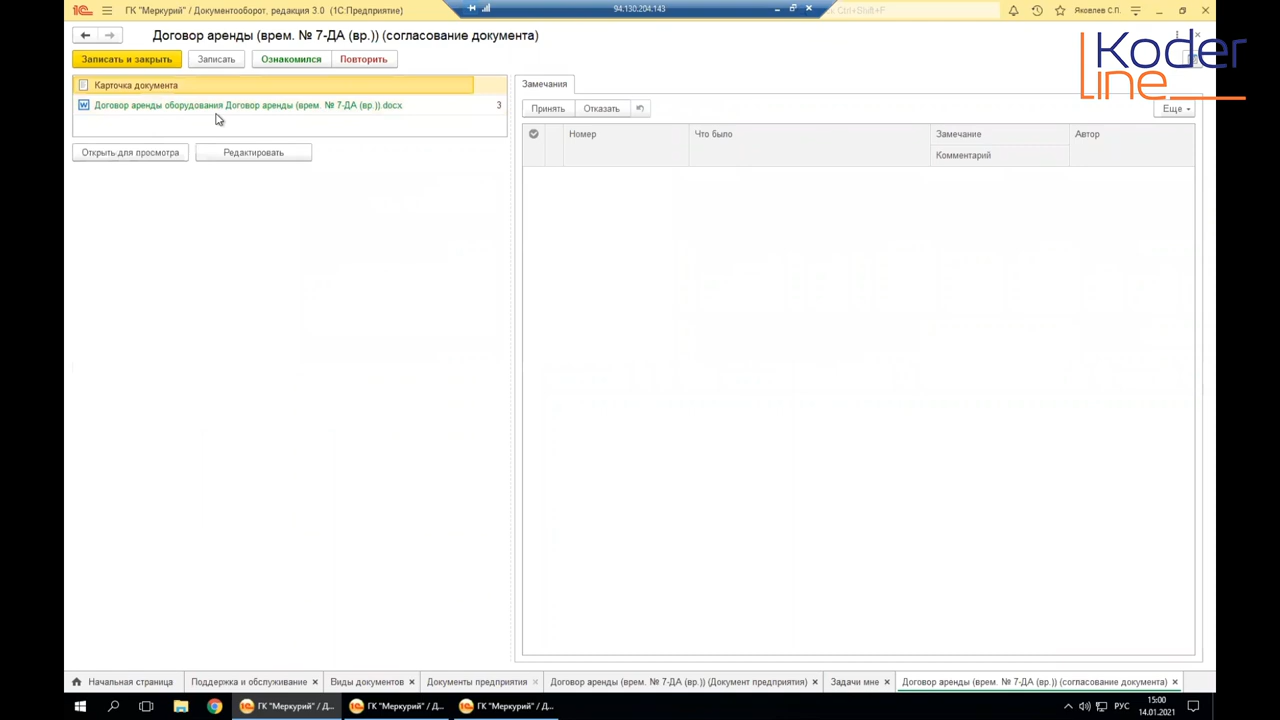 ГК "Меркурий" / Документооборот, редакция 3.0 (1С:Предприятие)
94.130.204.143
Ctrl+Shift+F
Яковлев С.П.
Договор аренды (врем. № 7-ДА (вр.)) (согласование документа)
Koder
line
Записать и закрыть
Записать
Ознакомился
Повторить
Карточка документа
Договор аренды оборудования Договор аренды (врем. № 7-ДА (вр.)).docx
3
Открыть для просмотра
Редактировать
Замечания
Принять
Отказать
Еще
Номер
Что было
Замечание
Автор
Комментарий
Начальная страница
Поддержка и обслуживание ×
Виды документов ×
Документы предприятия ×
Договор аренды (врем. № 7-ДА (вр.)) (Документ предприятия) ×
Задачи мне ×
Договор аренды (врем. № 7-ДА (вр.)) (согласование документа) ×
ГК "Меркурий" / Д...
ГК "Меркурий" / Д...
ГК "Меркурий" / Д...
РУС
15:00
14.01.2021